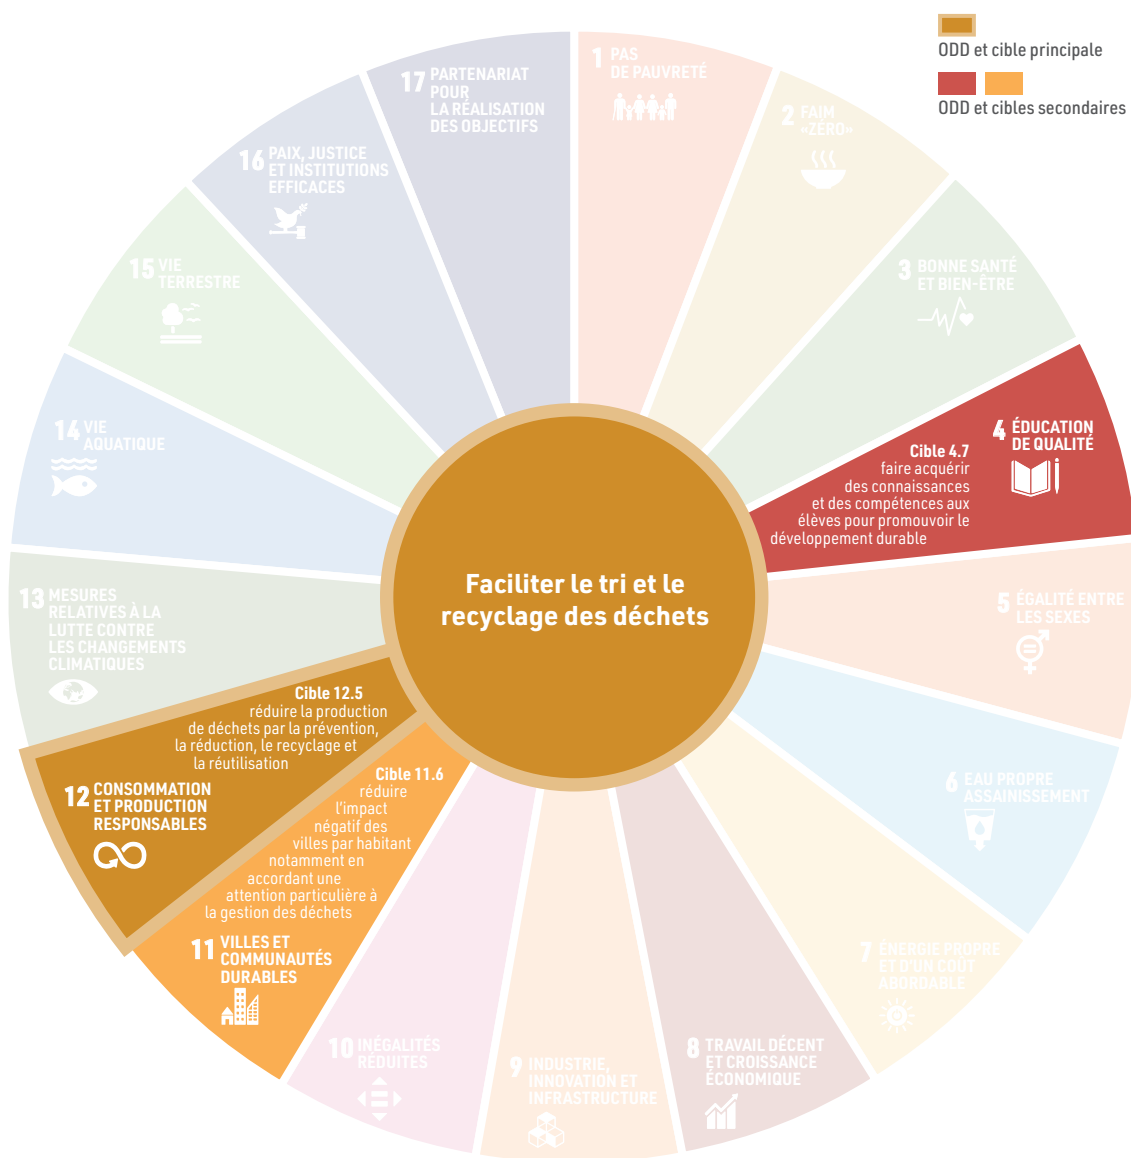 ODD et cible principale
ODD et cibles secondaires
1 PAS
DE PAUVRETÉ
2 FAIM
«ZÉRO»
3 BONNE SANTÉ
ET BIEN-ÊTRE
4 ÉDUCATION
DE QUALITÉ
Cible 4.7
faire acquérir
des connaissances
et des compétences aux
élèves pour promouvoir le
développement durable
5 ÉGALITÉ ENTRE
LES SEXES
6 EAU PROPRE
ASSAINISSEMENT
7 ÉNERGIE PROPRE
ET D'UN COÛT
ABORDABLE
8 TRAVAIL DÉCENT
ET CROISSANCE
ÉCONOMIQUE
9 INDUSTRIE,
INNOVATION ET
INFRASTRUCTURE
10 INÉGALITÉS
RÉDUITES
Cible 11.6
réduire
l'impact
négatif des
villes par habitant
notamment en
accordant une
attention particulière à
la gestion des déchets
11 VILLES ET
COMMUNAUTÉS
DURABLES
Cible 12.5
réduire la production
de déchets par la prévention,
la réduction, le recyclage et
la réutilisation
12 CONSOMMATION
ET PRODUCTION
RESPONSABLES
13 MESURES
RELATIVES À LA
LUTTE CONTRE
LES CHANGEMENTS
CLIMATIQUES
14 VIE
AQUATIQUE
15 VIE
TERRESTRE
16 PAIX, JUSTICE
ET INSTITUTIONS
EFFICACES
17 PARTENARIAT
POUR
LA RÉALISATION
DES OBJECTIFS
Faciliter le tri et le
recyclage des déchets